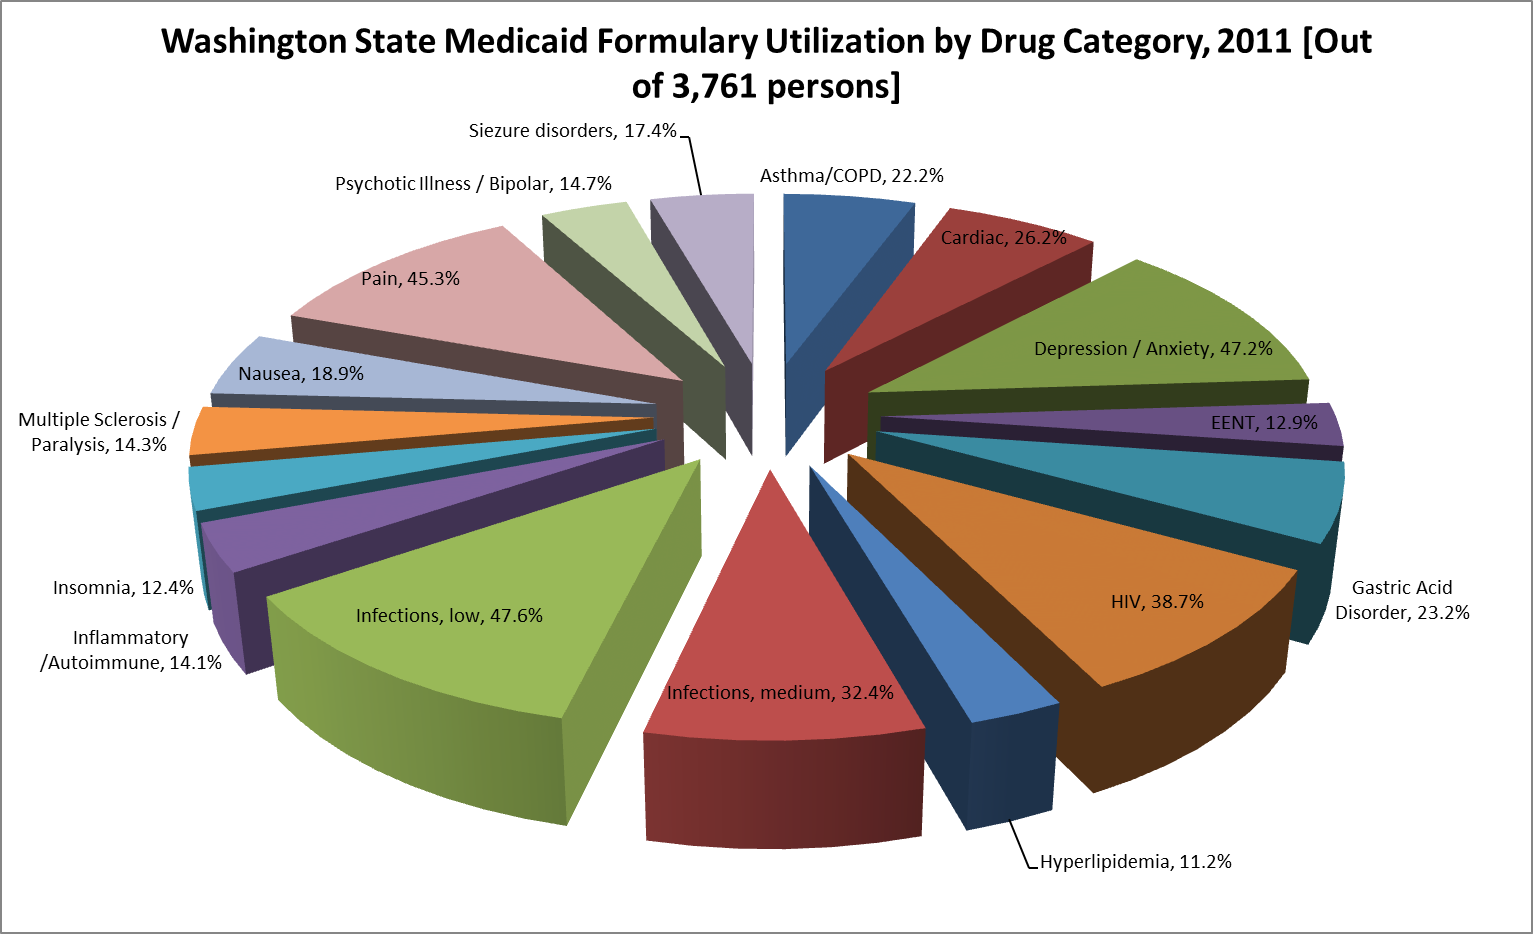 Washington State Medicaid Formulary Utilization by Drug Category, 2011 [Out
of 3,761 persons]
Siezure disorders, 17.4%
Asthma/COPD, 22.2%
Psychotic Illness / Bipolar, 14.7%
Cardiac, 26.2%
Pain, 45.3%
Depression / Anxiety, 47.2%
Nausea, 18.9%
EENT, 12.9%
Multiple Sclerosis /
Paralysis, 14.3%
Gastric Acid
Disorder, 23.2%
Insomnia, 12.4%
HIV, 38.7%
Infections, low, 47.6%
Inflammatory
/Autoimmune, 14.1%
Infections, medium, 32.4%
Hyperlipidemia, 11.2%